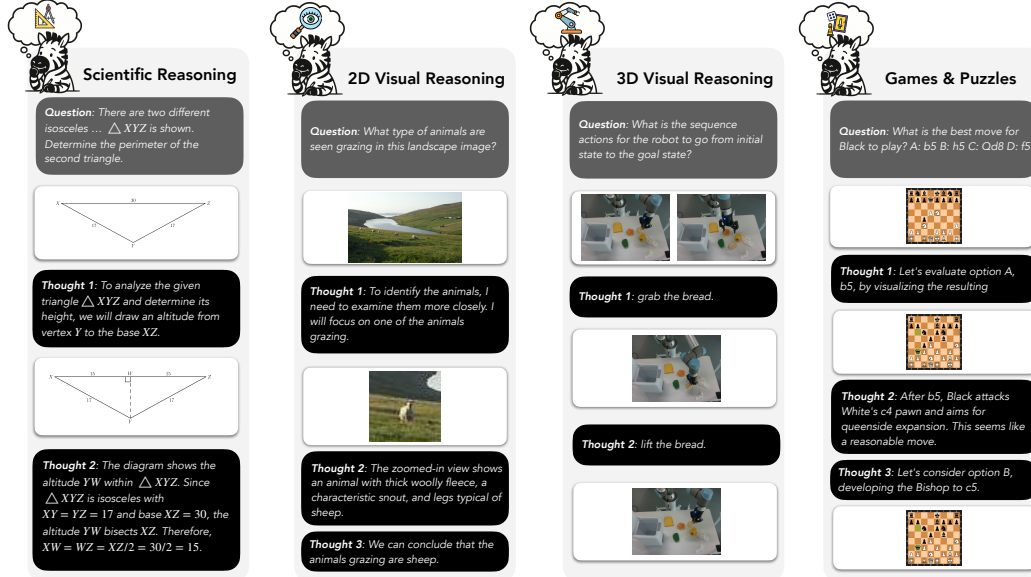 Scientific Reasoning
Question: There are two different
isosceles ... △ XYZ is shown.
Determine the perimeter of the
second triangle.
X
30
Z
17
17
Y
Thought 1: To analyze the given
triangle △ XYZ and determine its
height, we will draw an altitude from
vertex Y to the base XZ.
X
15
W
15
Z
17
17
Y
Thought 2: The diagram shows the
altitude YW within △ XYZ. Since
△ XYZ is isosceles with
XY = YZ = 17 and base XZ = 30, the
altitude YW bisects XZ. Therefore,
XW = WZ = XZ/2 = 30/2 = 15.
2D Visual Reasoning
Question: What type of animals are
seen grazing in this landscape image?
Thought 1: To identify the animals, I
need to examine them more closely. I
will focus on one of the animals
grazing.
Thought 2: The zoomed-in view shows
an animal with thick woolly fleece, a
characteristic snout, and legs typical of
sheep.
Thought 3: We can conclude that the
animals grazing are sheep.
3D Visual Reasoning
Question: What is the sequence
actions for the robot to go from initial
state to the goal state?
Thought 1: grab the bread.
Thought 2: lift the bread.
Games & Puzzles
Question: What is the best move for
Black to play? A: b5 B: h5 C: Qd8 D: f5
Thought 1: Let's evaluate option A,
b5, by visualizing the resulting
Thought 2: After b5, Black attacks
White's c4 pawn and aims for
queenside expansion. This seems like
a reasonable move.
Thought 3: Let's consider option B,
developing the Bishop to c5.